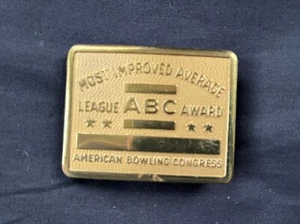 MOST IMPROVED AVERAGE
LEAGUE ABC AWARD
AMERICAN BOWLING CONGRESS